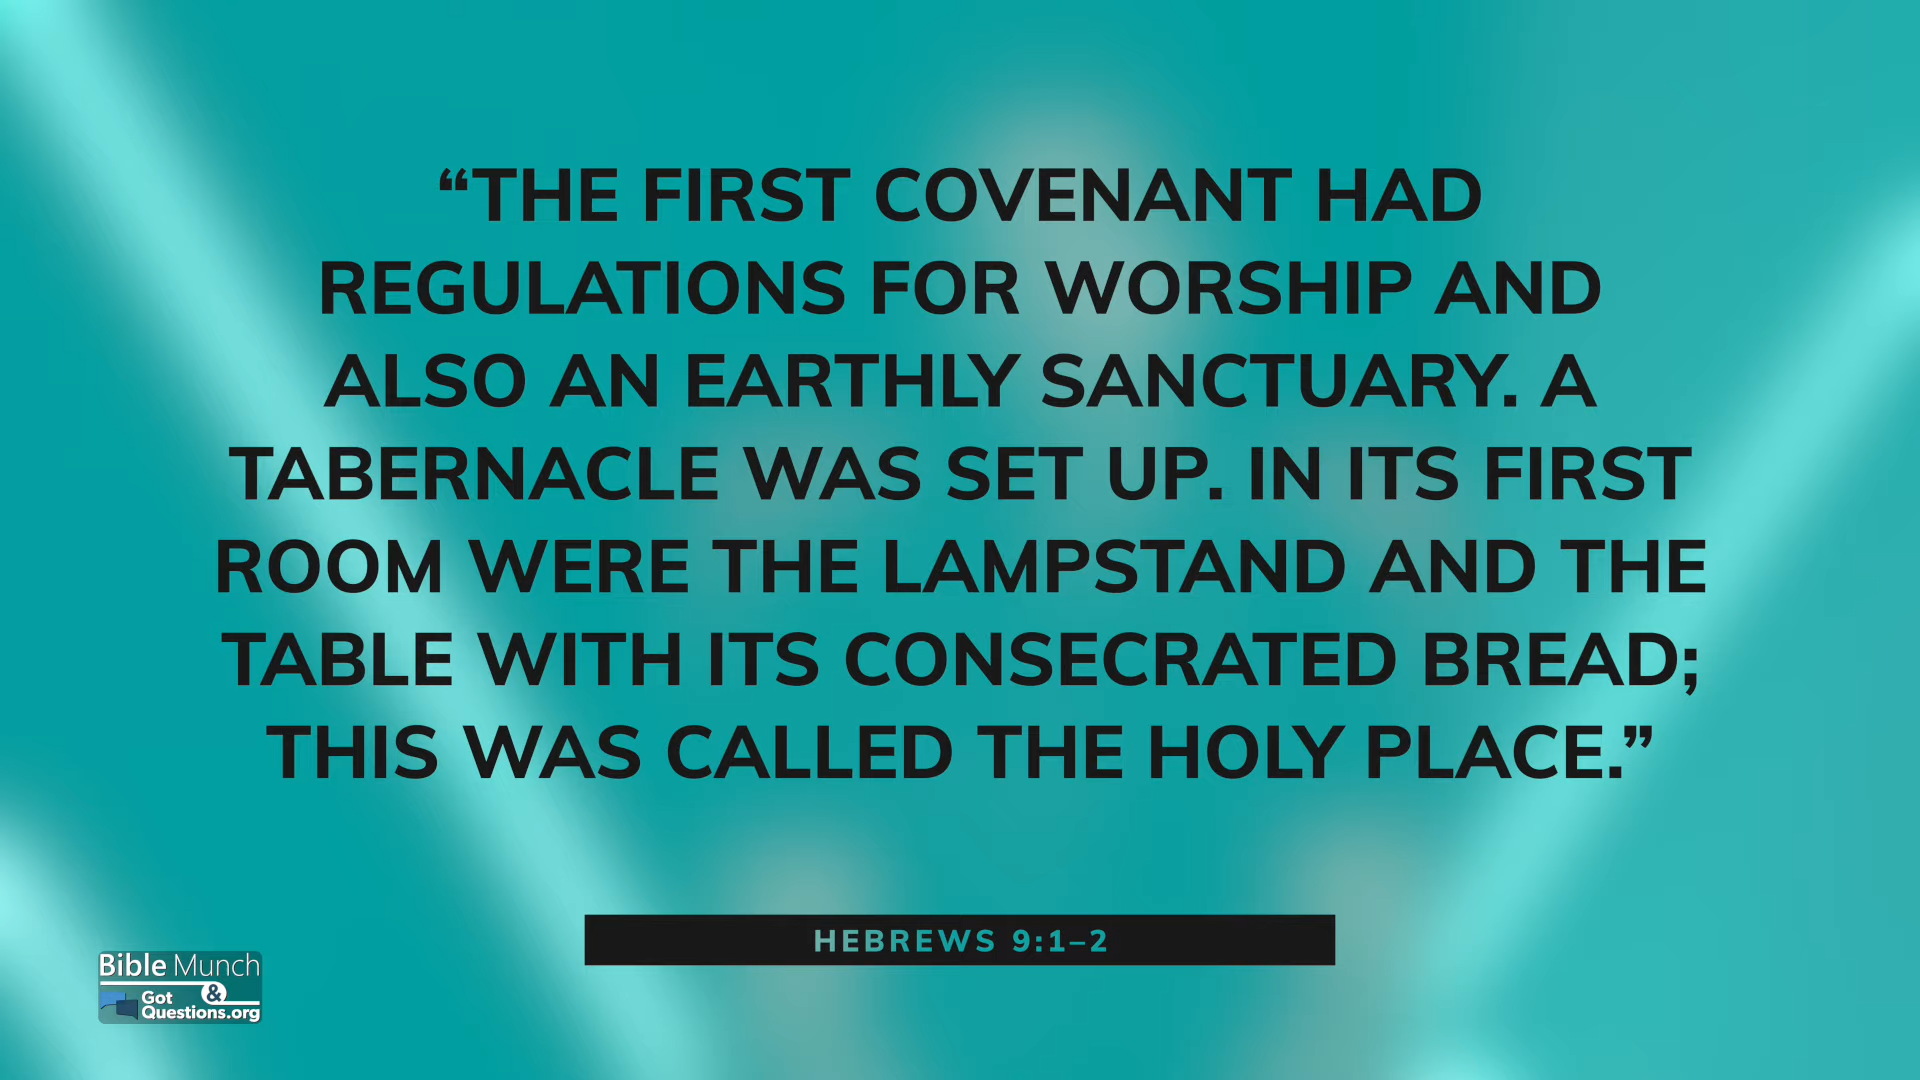 “THE FIRST COVENANT HAD
REGULATIONS FOR WORSHIP AND
ALSO AN EARTHLY SANCTUARY. A
TABERNACLE WAS SET UP. IN ITS FIRST
ROOM WERE THE LAMPSTAND AND THE
TABLE WITH ITS CONSECRATED BREAD;
THIS WAS CALLED THE HOLY PLACE.”
HEBREWS 9:1–2
Bible Munch
&
Got
Questions.org